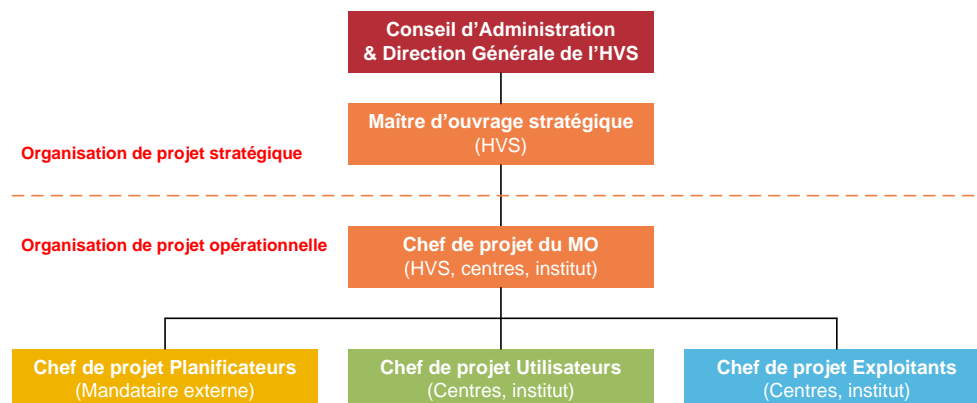 Conseil d'Administration
& Direction Générale de l'HVS
Maître d'ouvrage stratégique
(HVS)
Organisation de projet stratégique
Organisation de projet opérationnelle
Chef de projet du MO
(HVS, centres, institut)
Chef de projet Planificateurs
(Mandataire externe)
Chef de projet Utilisateurs
(Centres, institut)
Chef de projet Exploitants
(Centres, institut)